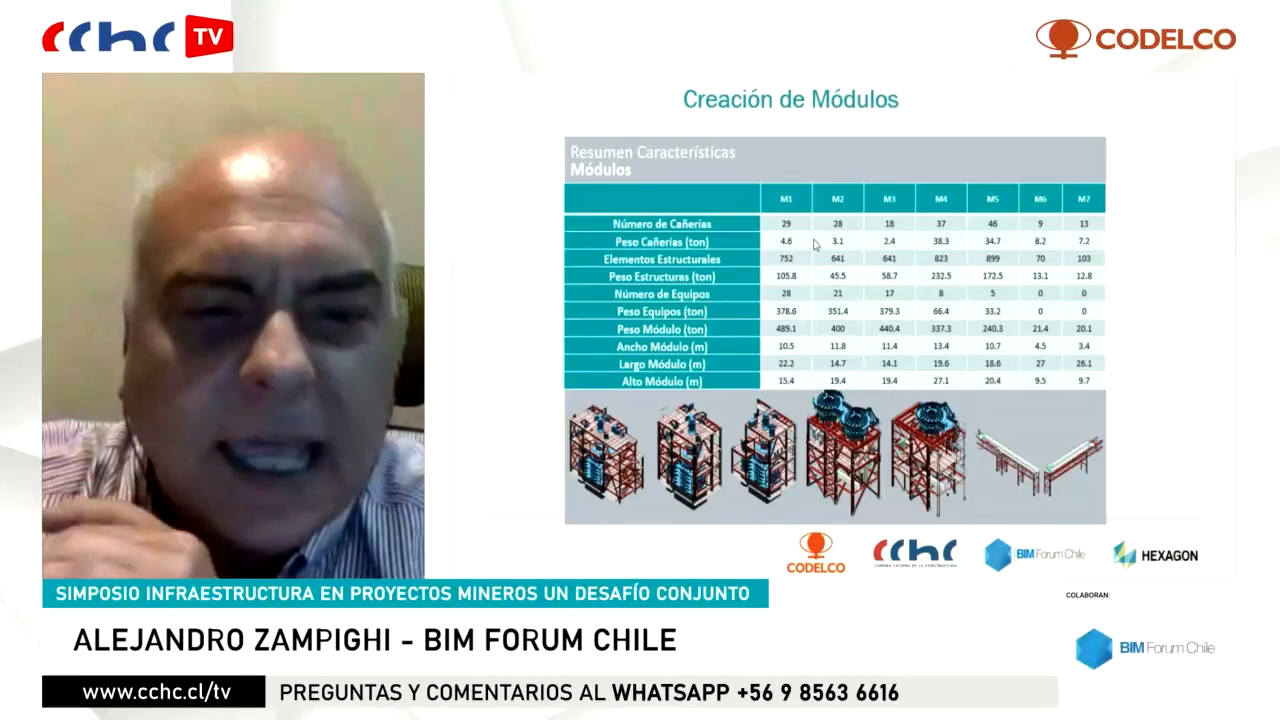 CChC TV
CODELCO
Creación de Módulos
Resumen Características
Módulos
M1 M2 M3 M4 M5 M6 M7
Número de Cañerías 29 28 18 37 46 9 13
Peso Cañerías (ton) 4.6 3.1 2.4 38.3 34.7 8.2 7.2
Elementos Estructurales 752 641 641 823 899 70 103
Peso Estructuras (ton) 105.8 45.5 58.7 232.5 172.5 13.1 12.8
Número de Equipos 28 21 17 8 5 0 0
Peso Equipos (ton) 378.6 351.4 379.3 66.4 33.2 0 0
Peso Módulo (ton) 489.1 400 440.4 337.3 240.3 21.4 20.1
Ancho Módulo (m) 10.5 11.8 11.4 13.4 10.7 4.5 3.4
Largo Módulo (m) 22.2 14.7 14.1 19.6 18.6 27 26.1
Alto Módulo (m) 15.4 19.4 19.4 27.1 20.4 9.5 9.7
CODELCO CChC BIM Forum Chile HEXAGON
CÁMARA CHILENA DE LA CONSTRUCCIÓN
SIMPOSIO INFRAESTRUCTURA EN PROYECTOS MINEROS UN DESAFÍO CONJUNTO
COLABORAN:
ALEJANDRO ZAMPIGHI - BIM FORUM CHILE
BIM Forum Chile
www.cchc.cl/tv PREGUNTAS Y COMENTARIOS AL WHATSAPP +56 9 8563 6616